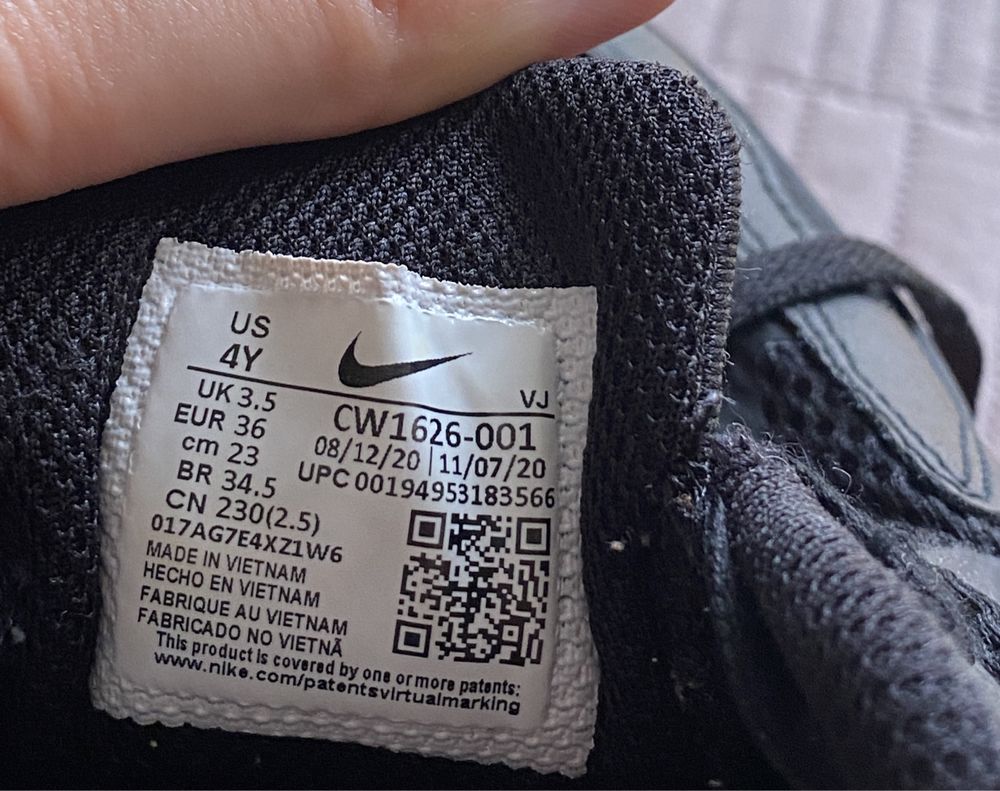 US
4Y
VJ
UK 3.5
EUR 36
cm 23
BR 34.5
CN 230(2.5)
CW1626-001
08/12/20 | 11/07/20
UPC 00194953183566
017AG7E4XZ1W6
MADE IN VIETNAM
HECHO EN VIETNAM
FABRIQUE AU VIETNAM
FABRICADO NO VIETNÃ
This product is covered by one or more patents:
www.nike.com/patentsvirtualmarking